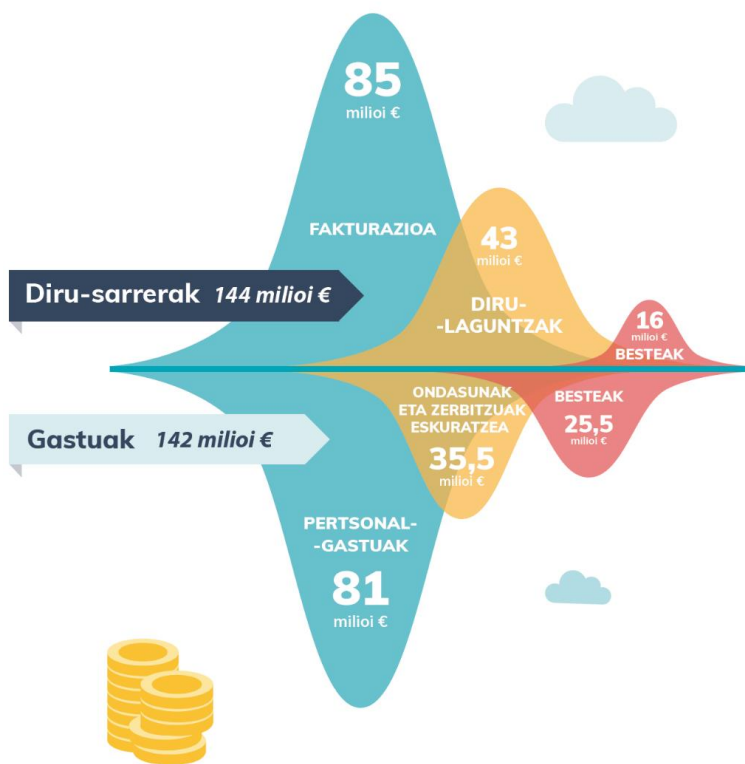 85
milioi €
FAKTURAZIOA
43
milioi €
Diru-sarrerak 144 milioi €
DIRU-
-LAGUNTZAK
16
milioi €
BESTEAK
ONDASUNAK
ETA ZERBITZUAK
ESKURATZEA
35,5
milioi €
BESTEAK
25,5
milioi €
Gastuak 142 milioi €
PERTSONAL-
-GASTUAK
81
milioi €